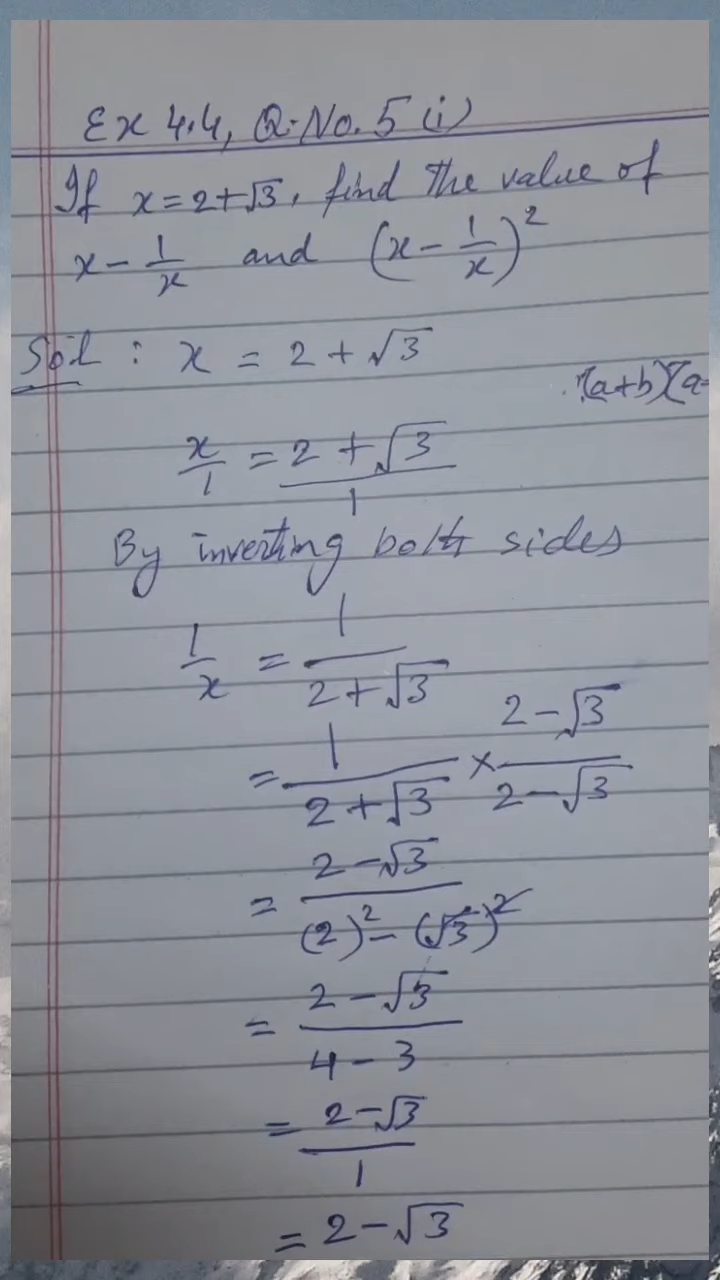 Ex 4.4, Q.No. 5 (i)
If x = 2+√3, find the value of
x - 1/x and (x - 1/x)²
Sol : x = 2 + √3
∵(a+b)(a-
x/1 = (2 + √3)/1
By inverting both sides
1/x = 1/(2+√3)
= 1/(2+√3) × (2-√3)/(2-√3)
= (2-√3)/((2)² - (√3)²)
= (2-√3)/(4-3)
= (2-√3)/1
= 2-√3